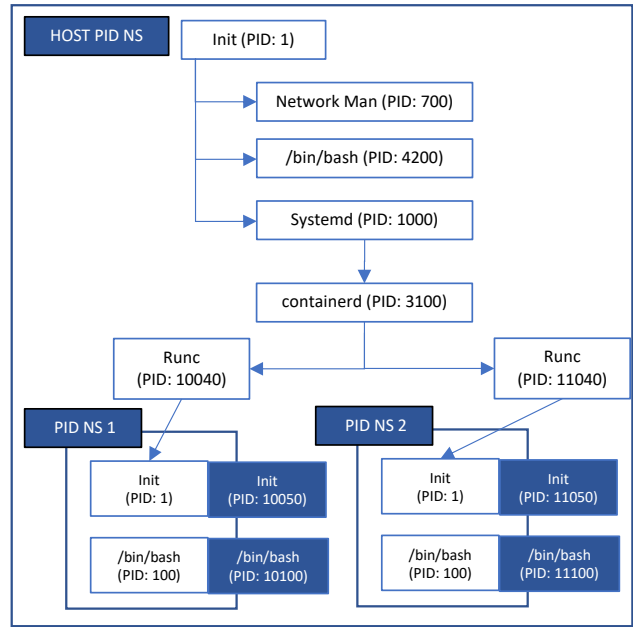 HOST PID NS
Init (PID: 1)
Network Man (PID: 700)
/bin/bash (PID: 4200)
Systemd (PID: 1000)
containerd (PID: 3100)
Runc
(PID: 10040)
Runc
(PID: 11040)
PID NS 1
Init
(PID: 1)
Init
(PID: 10050)
/bin/bash
(PID: 100)
/bin/bash
(PID: 10100)
PID NS 2
Init
(PID: 1)
Init
(PID: 11050)
/bin/bash
(PID: 100)
/bin/bash
(PID: 11100)